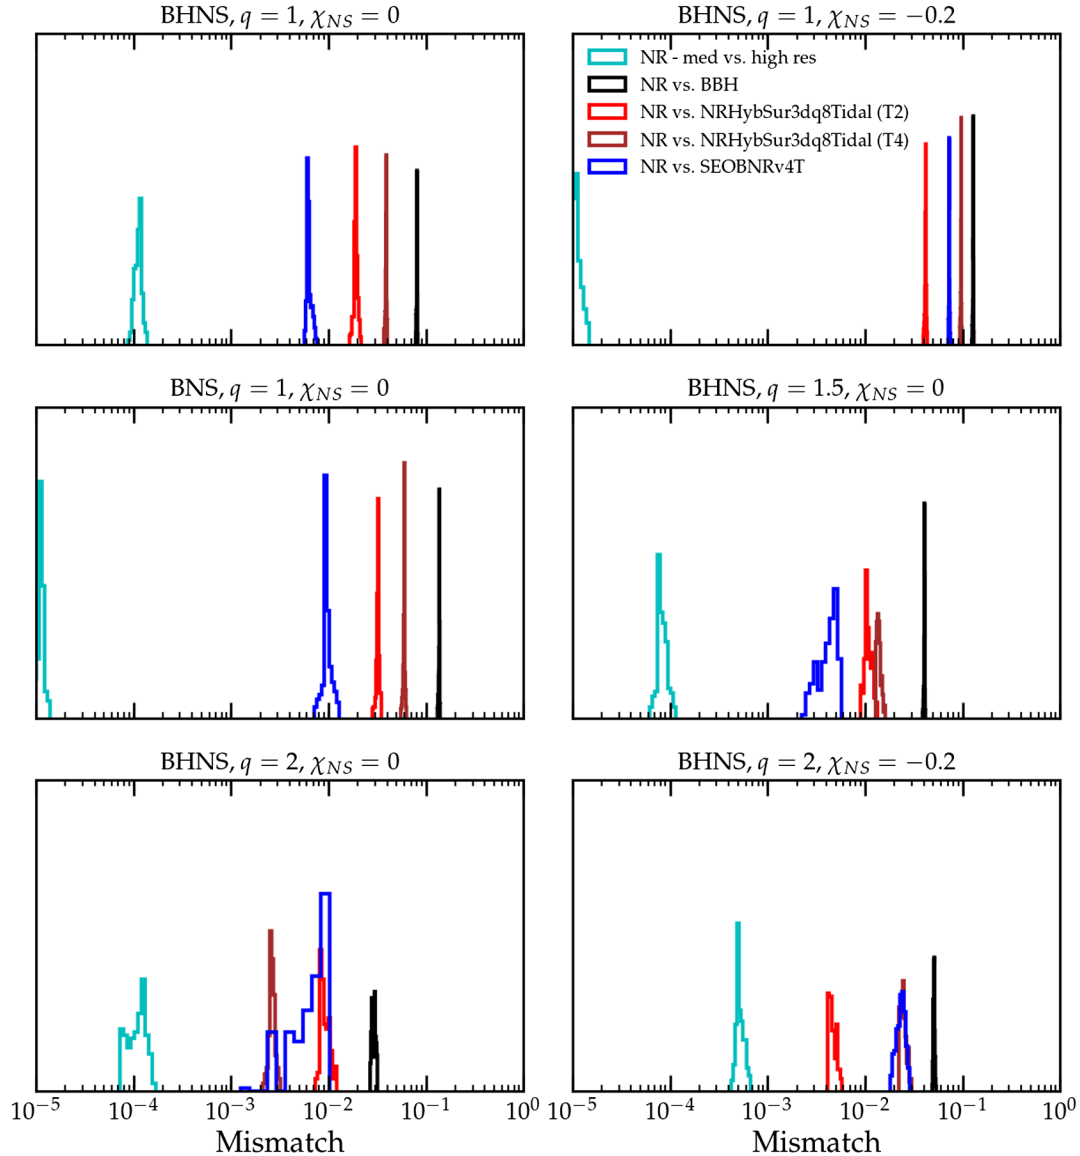 BHNS, q = 1, χNS = 0
BHNS, q = 1, χNS = −0.2
NR - med vs. high res
NR vs. BBH
NR vs. NRHybSur3dq8Tidal (T2)
NR vs. NRHybSur3dq8Tidal (T4)
NR vs. SEOBNRv4T
BNS, q = 1, χNS = 0
BHNS, q = 1.5, χNS = 0
BHNS, q = 2, χNS = 0
BHNS, q = 2, χNS = −0.2
10⁻⁵ 10⁻⁴ 10⁻³ 10⁻² 10⁻¹ 10⁰
10⁻⁵ 10⁻⁴ 10⁻³ 10⁻² 10⁻¹ 10⁰
Mismatch
Mismatch